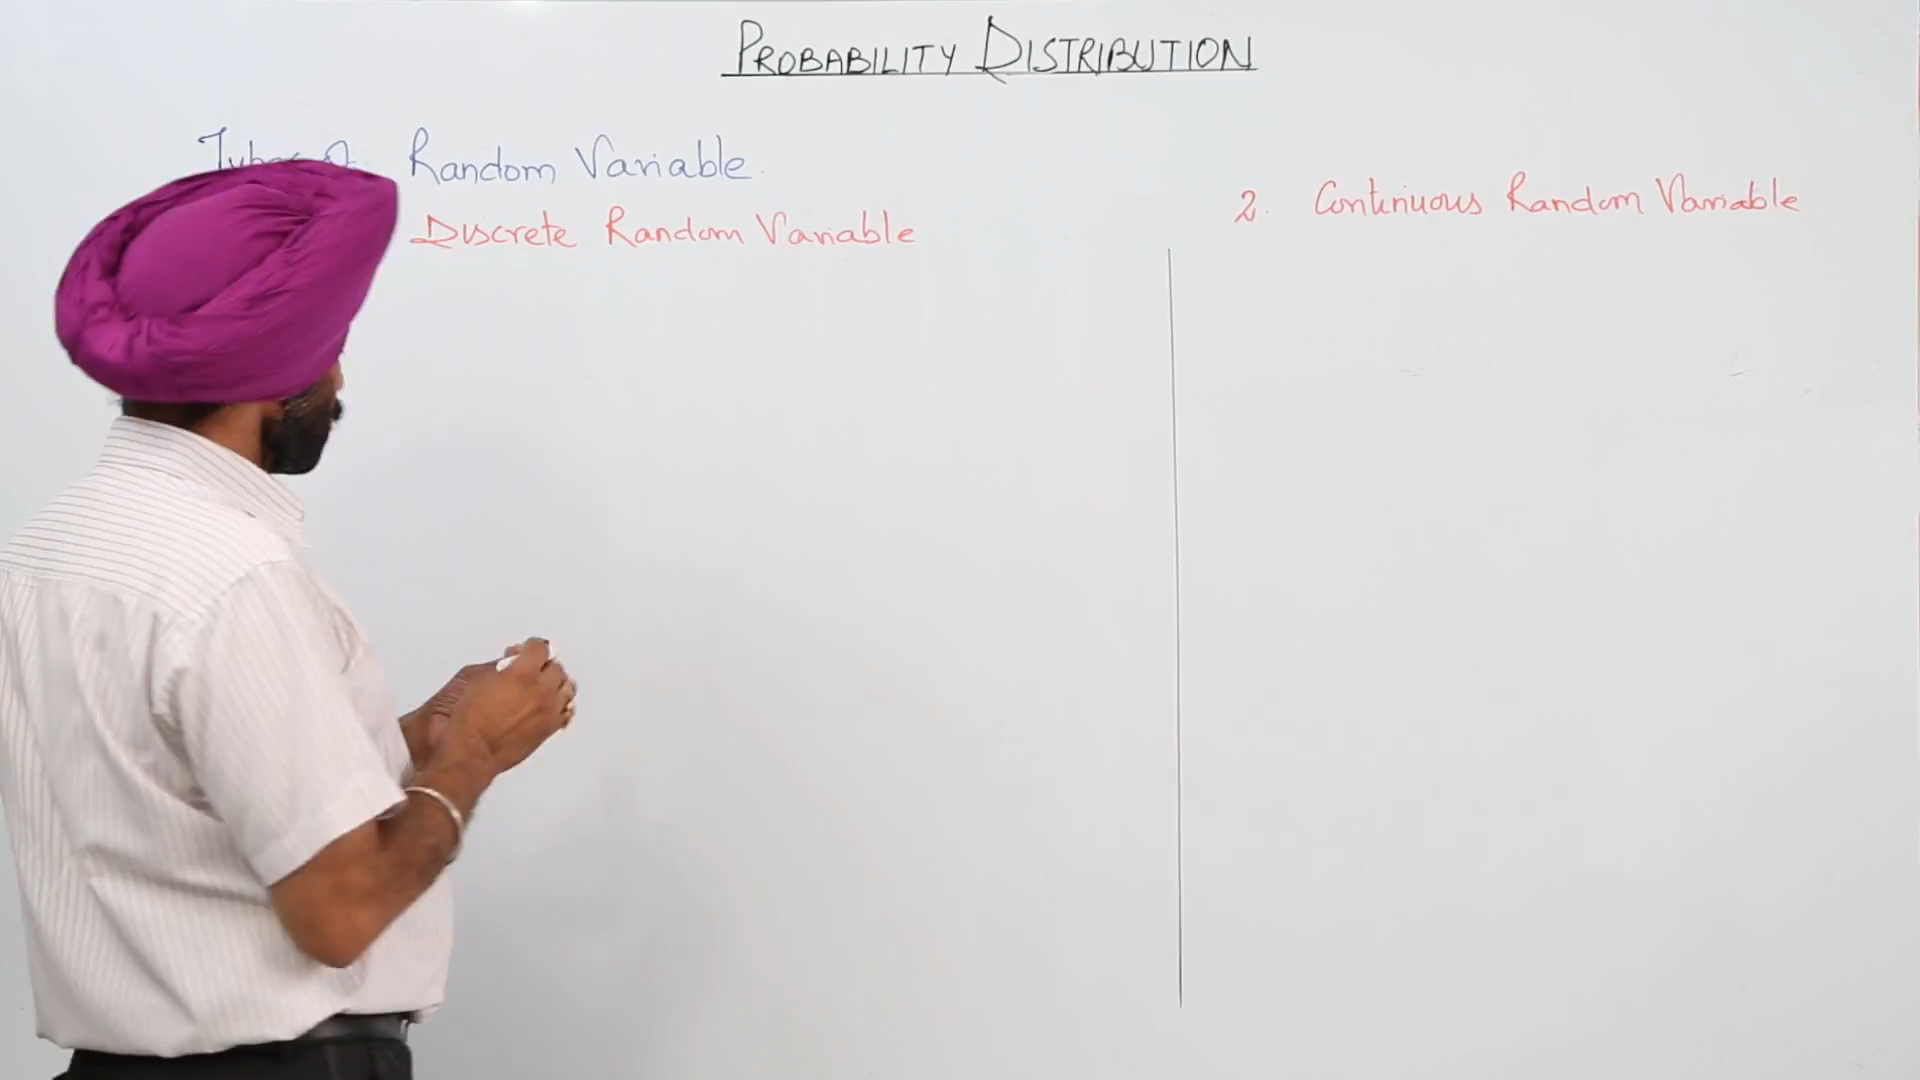 PROBABILITY DISTRIBUTION
Random Variable.
Discrete Random Variable
2. Continuous Random Variable